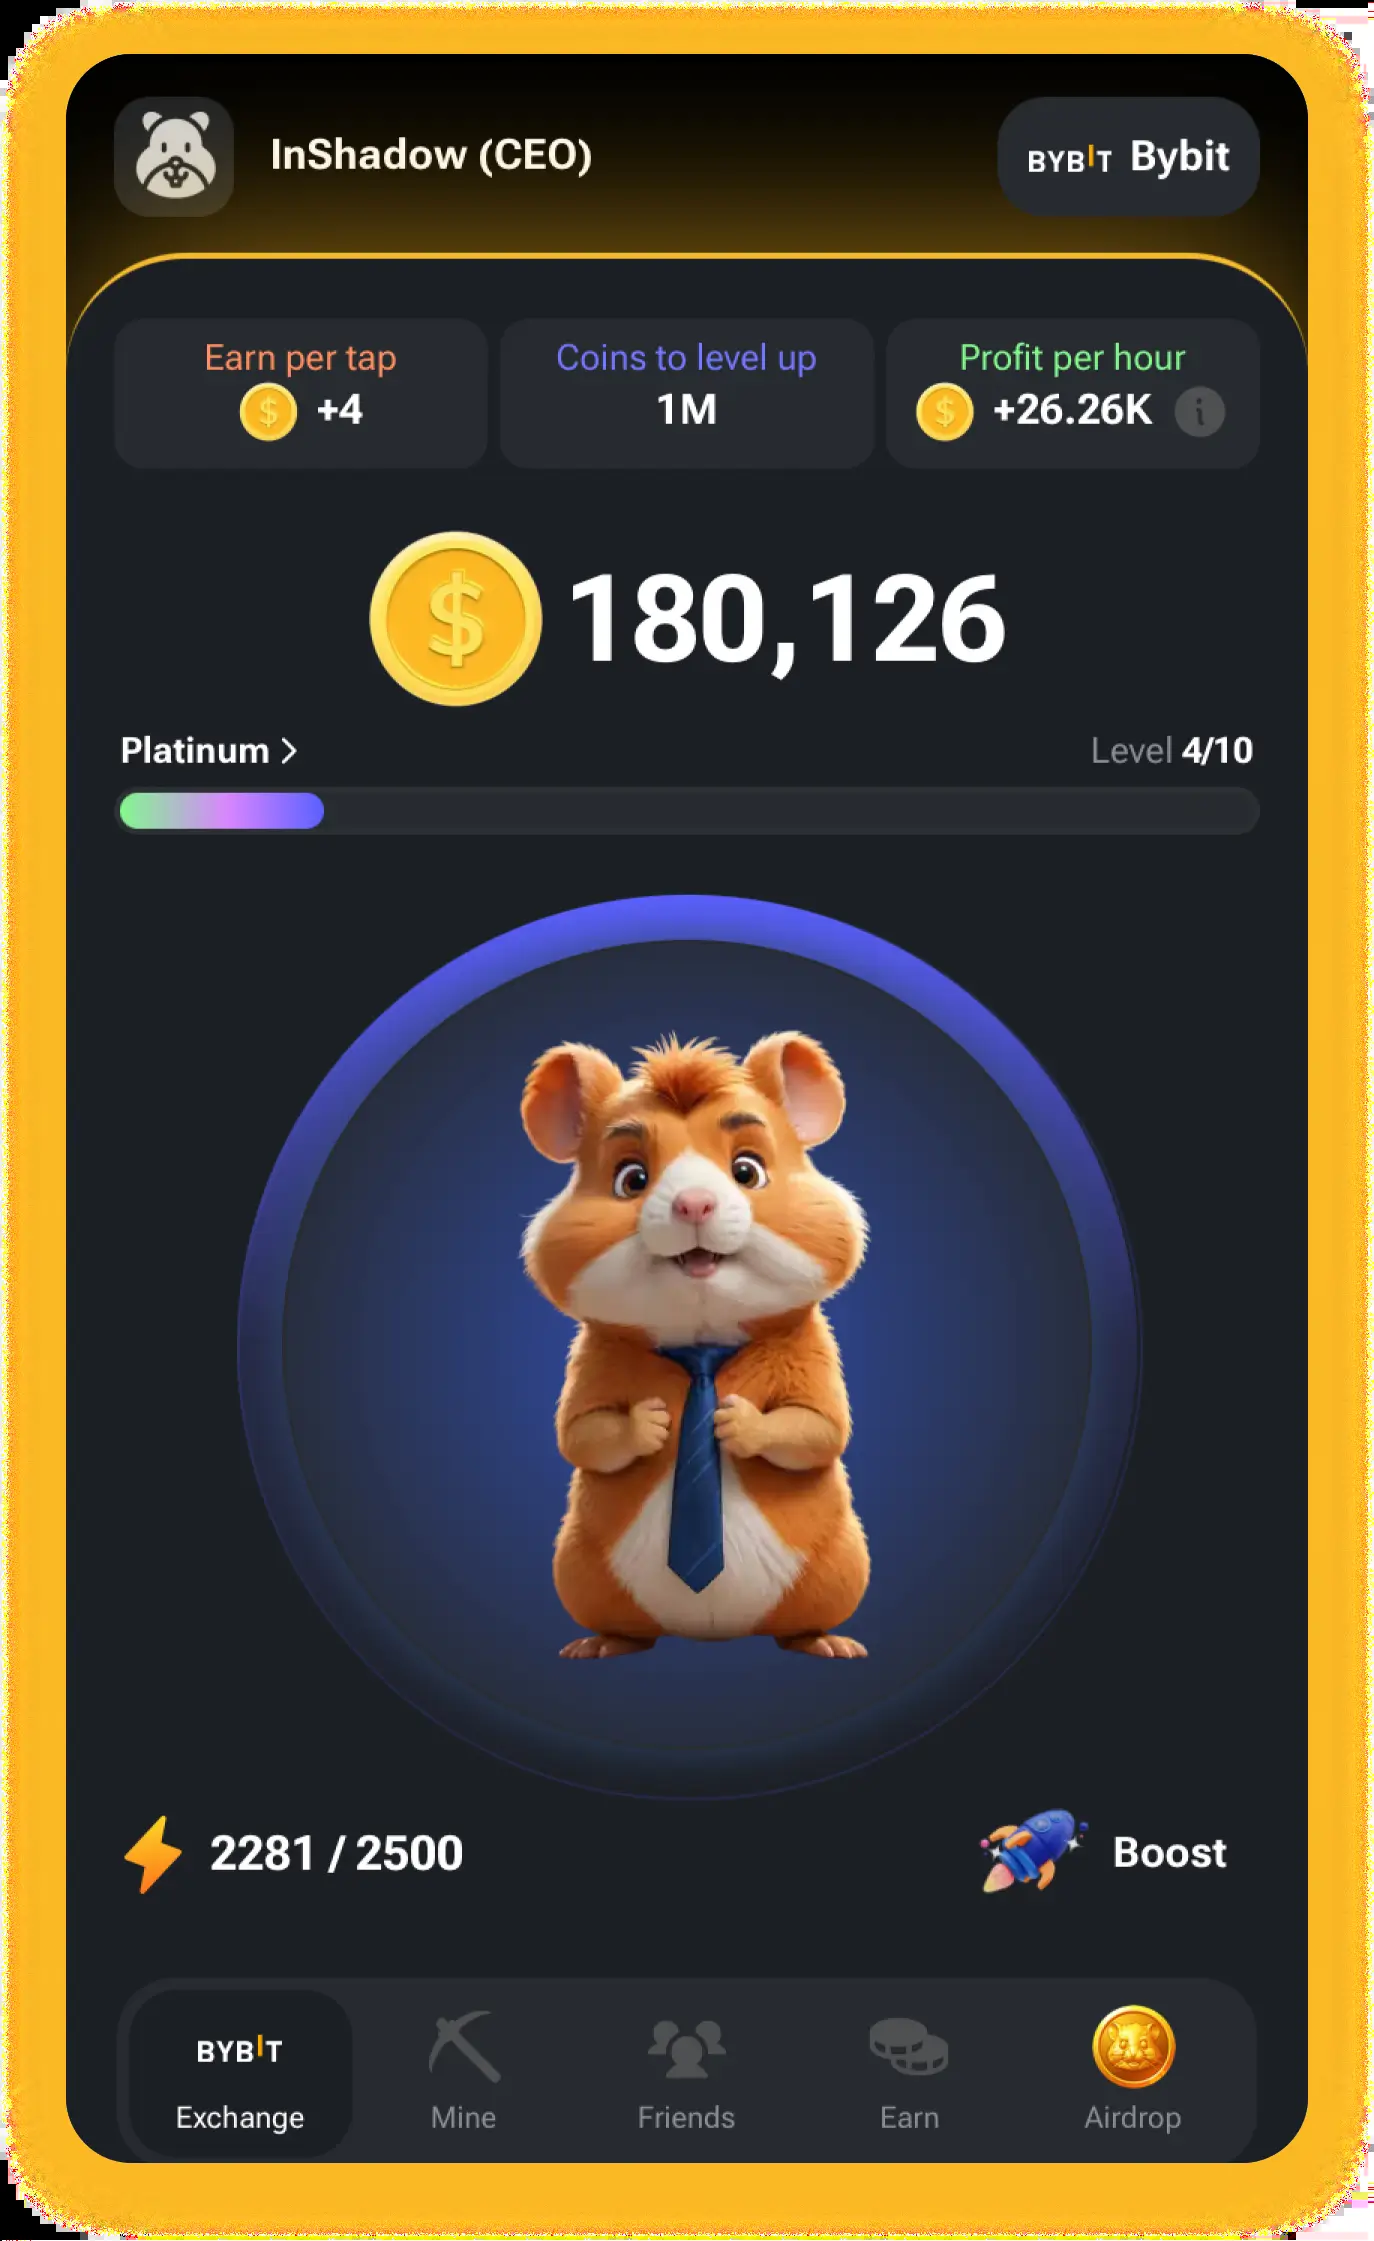 InShadow (CEO)
BYBIT Bybit
Earn per tap
+4
Coins to level up
1M
Profit per hour
+26.26K
180,126
Platinum >
Level 4/10
2281 / 2500
Boost
BYBIT
Exchange
Mine
Friends
Earn
Airdrop